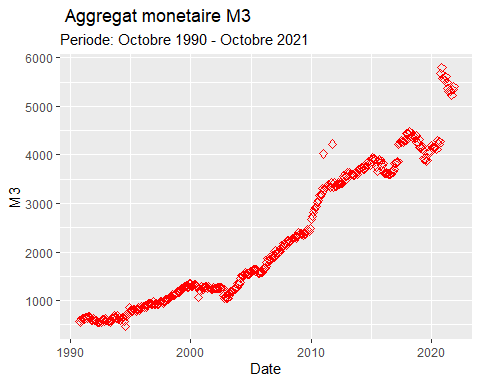 Aggregat monetaire M3
Periode: Octobre 1990 - Octobre 2021
6000
5000
4000
3000
2000
1000
M3
1990
2000
2010
2020
Date